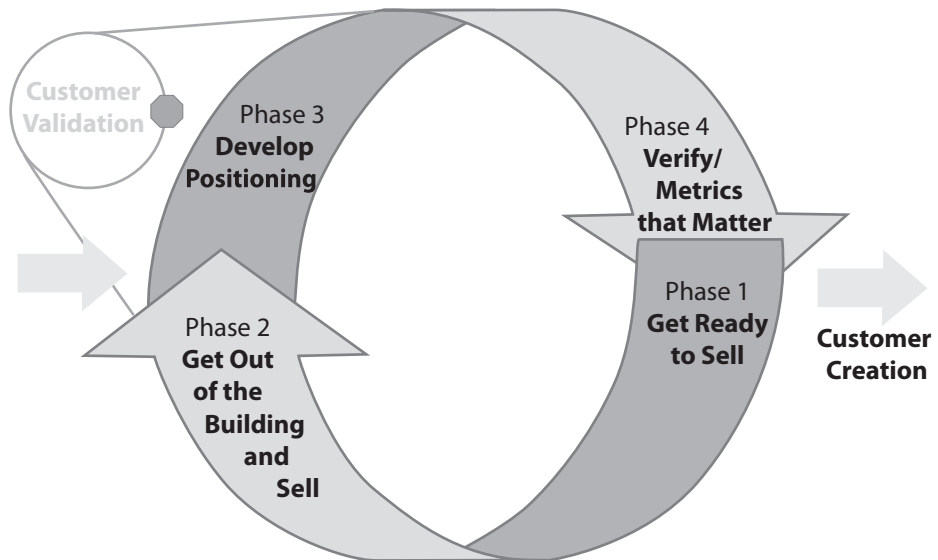 Customer
Validation
Phase 3
Develop
Positioning
Phase 4
Verify/
Metrics
that Matter
Phase 2
Get Out
of the
Building
and
Sell
Phase 1
Get Ready
to Sell
Customer
Creation